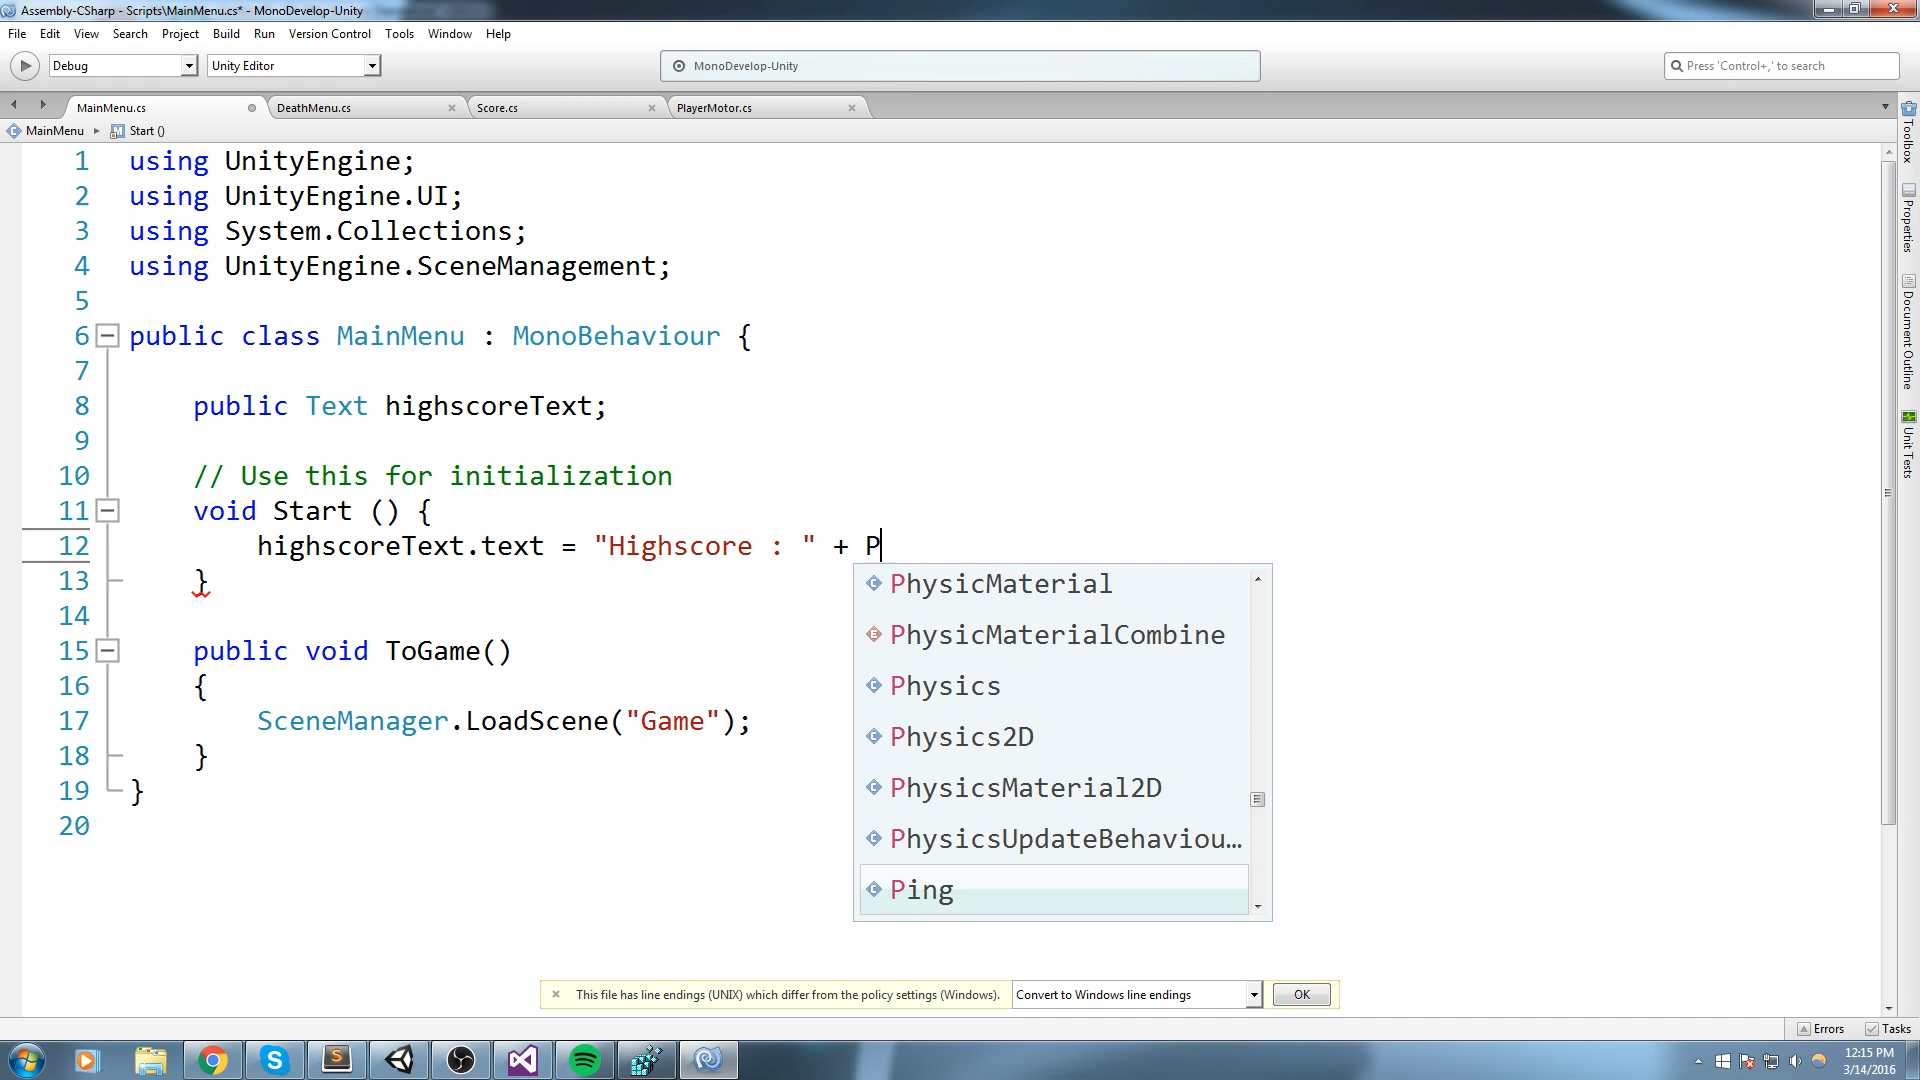 Assembly-CSharp - Scripts\MainMenu.cs* - MonoDevelop-Unity
File Edit View Search Project Build Run Version Control Tools Window Help
Debug Unity Editor MonoDevelop-Unity Press 'Control+,' to search
MainMenu.cs DeathMenu.cs Score.cs PlayerMotor.cs
MainMenu Start ()
1 using UnityEngine;
2 using UnityEngine.UI;
3 using System.Collections;
4 using UnityEngine.SceneManagement;
5
6 public class MainMenu : MonoBehaviour {
7
8 public Text highscoreText;
9
10 // Use this for initialization
11 void Start () {
12 highscoreText.text = "Highscore : " + P
13 }
14
15 public void ToGame()
16 {
17 SceneManager.LoadScene("Game");
18 }
19 }
20
PhysicMaterial
PhysicMaterialCombine
Physics
Physics2D
PhysicsMaterial2D
PhysicsUpdateBehaviou...
Ping
Toolbox
Properties
Document Outline
Unit Tests
This file has line endings (UNIX) which differ from the policy settings (Windows). Convert to Windows line endings OK
Errors Tasks
12:15 PM
3/14/2016